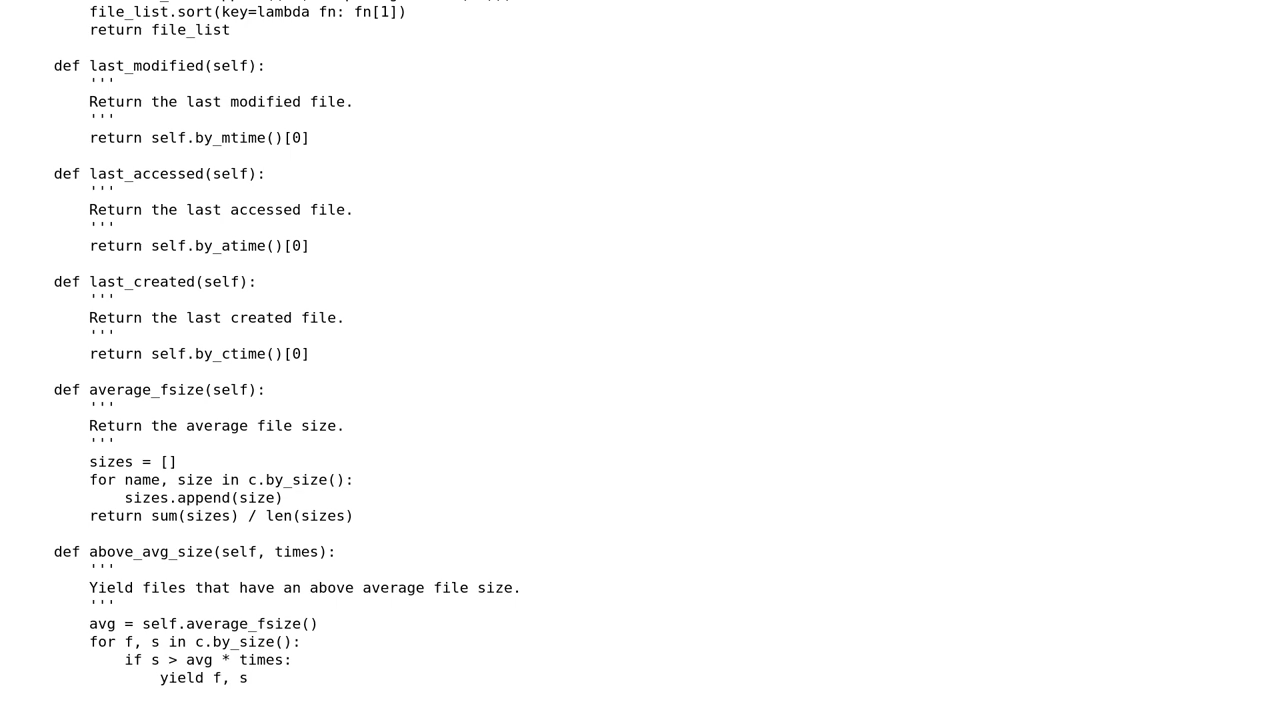 file_list.sort(key=lambda fn: fn[1])
        return file_list

    def last_modified(self):
        '''
        Return the last modified file.
        '''
        return self.by_mtime()[0]

    def last_accessed(self):
        '''
        Return the last accessed file.
        '''
        return self.by_atime()[0]

    def last_created(self):
        '''
        Return the last created file.
        '''
        return self.by_ctime()[0]

    def average_fsize(self):
        '''
        Return the average file size.
        '''
        sizes = []
        for name, size in c.by_size():
            sizes.append(size)
        return sum(sizes) / len(sizes)

    def above_avg_size(self, times):
        '''
        Yield files that have an above average file size.
        '''
        avg = self.average_fsize()
        for f, s in c.by_size():
            if s > avg * times:
                yield f, s